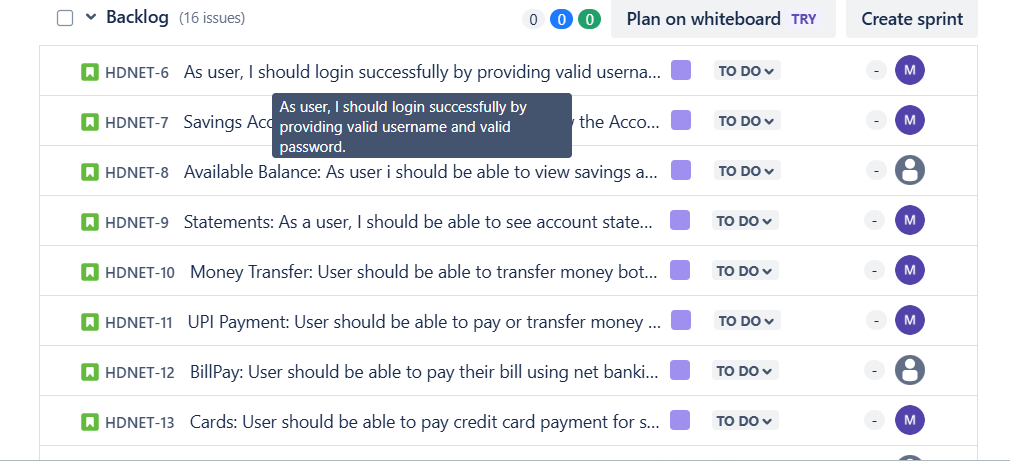 Backlog (16 issues) 0 0 0 Plan on whiteboard TRY Create sprint
HDNET-6 As user, I should login successfully by providing valid userna... TO DO - M
As user, I should login successfully by
providing valid username and valid
password.
HDNET-7 Savings Acc the Acco... TO DO - M
HDNET-8 Available Balance: As user i should be able to view savings a... TO DO -
HDNET-9 Statements: As a user, I should be able to see account state... TO DO - M
HDNET-10 Money Transfer: User should be able to transfer money bot... TO DO - M
HDNET-11 UPI Payment: User should be able to pay or transfer money ... TO DO - M
HDNET-12 BillPay: User should be able to pay their bill using net banki... TO DO -
HDNET-13 Cards: User should be able to pay credit card payment for s... TO DO - M